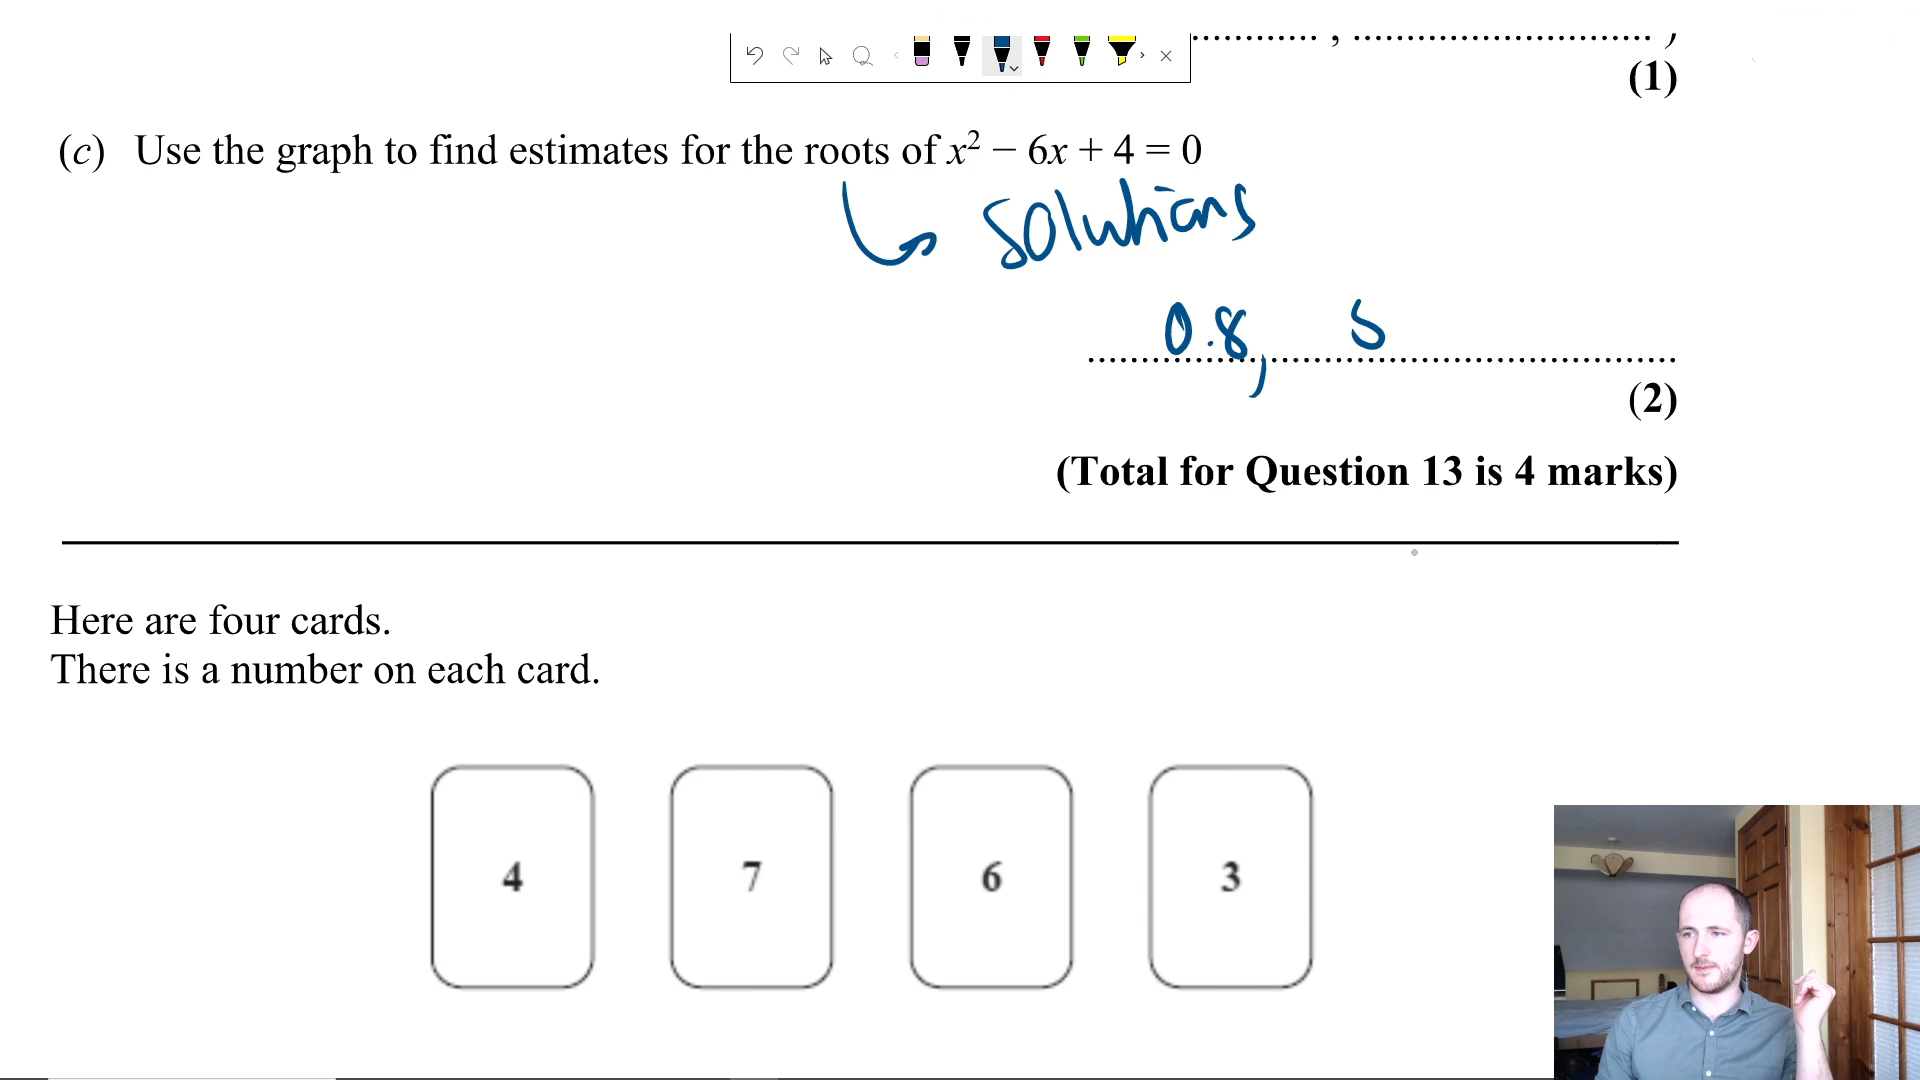 .............. , ............................ )
(1)
(c) Use the graph to find estimates for the roots of x² − 6x + 4 = 0
solutions
0.8, 5
(2)
(Total for Question 13 is 4 marks)
Here are four cards.
There is a number on each card.
4 7 6 3